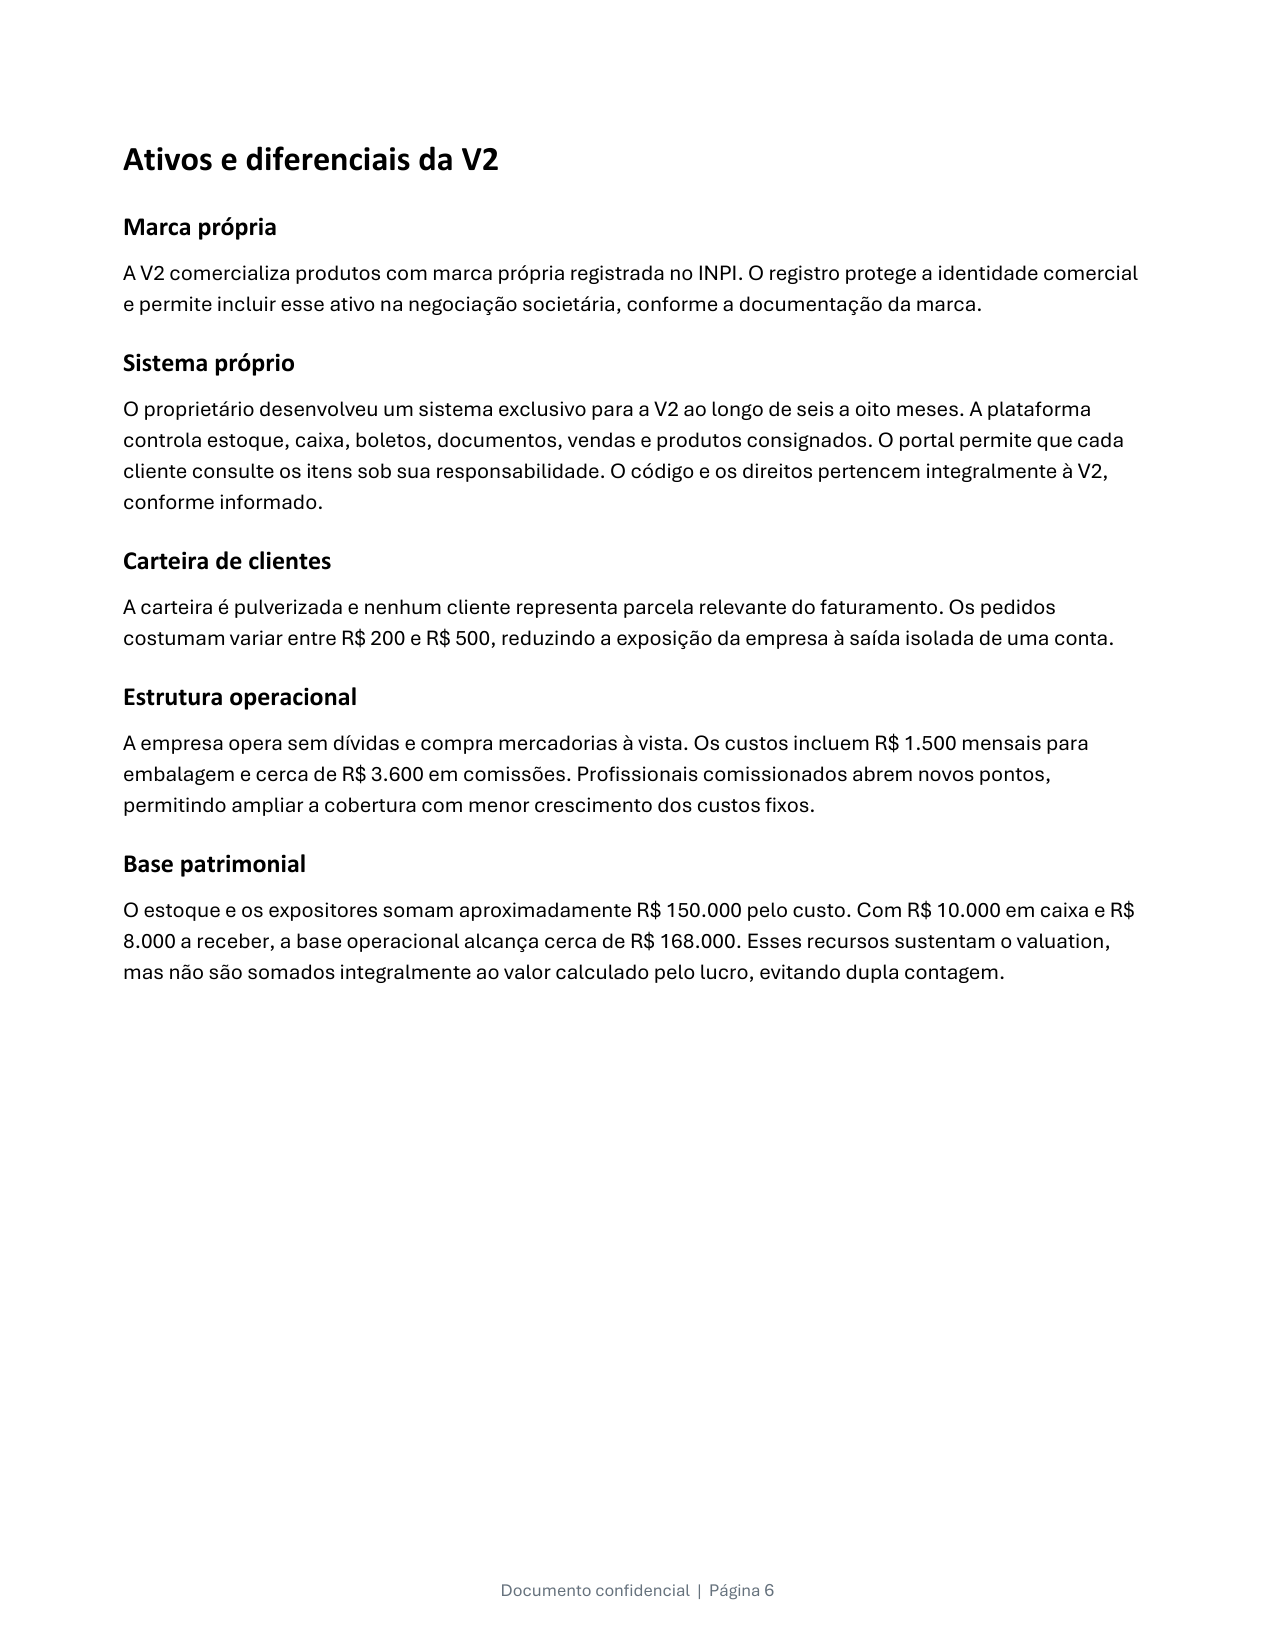 Ativos e diferenciais da V2
Marca própria
A V2 comercializa produtos com marca própria registrada no INPI. O registro protege a identidade comercial
e permite incluir esse ativo na negociação societária, conforme a documentação da marca.
Sistema próprio
O proprietário desenvolveu um sistema exclusivo para a V2 ao longo de seis a oito meses. A plataforma
controla estoque, caixa, boletos, documentos, vendas e produtos consignados. O portal permite que cada
cliente consulte os itens sob sua responsabilidade. O código e os direitos pertencem integralmente à V2,
conforme informado.
Carteira de clientes
A carteira é pulverizada e nenhum cliente representa parcela relevante do faturamento. Os pedidos
costumam variar entre R$ 200 e R$ 500, reduzindo a exposição da empresa à saída isolada de uma conta.
Estrutura operacional
A empresa opera sem dívidas e compra mercadorias à vista. Os custos incluem R$ 1.500 mensais para
embalagem e cerca de R$ 3.600 em comissões. Profissionais comissionados abrem novos pontos,
permitindo ampliar a cobertura com menor crescimento dos custos fixos.
Base patrimonial
O estoque e os expositores somam aproximadamente R$ 150.000 pelo custo. Com R$ 10.000 em caixa e R$
8.000 a receber, a base operacional alcança cerca de R$ 168.000. Esses recursos sustentam o valuation,
mas não são somados integralmente ao valor calculado pelo lucro, evitando dupla contagem.
Documento confidencial | Página 6